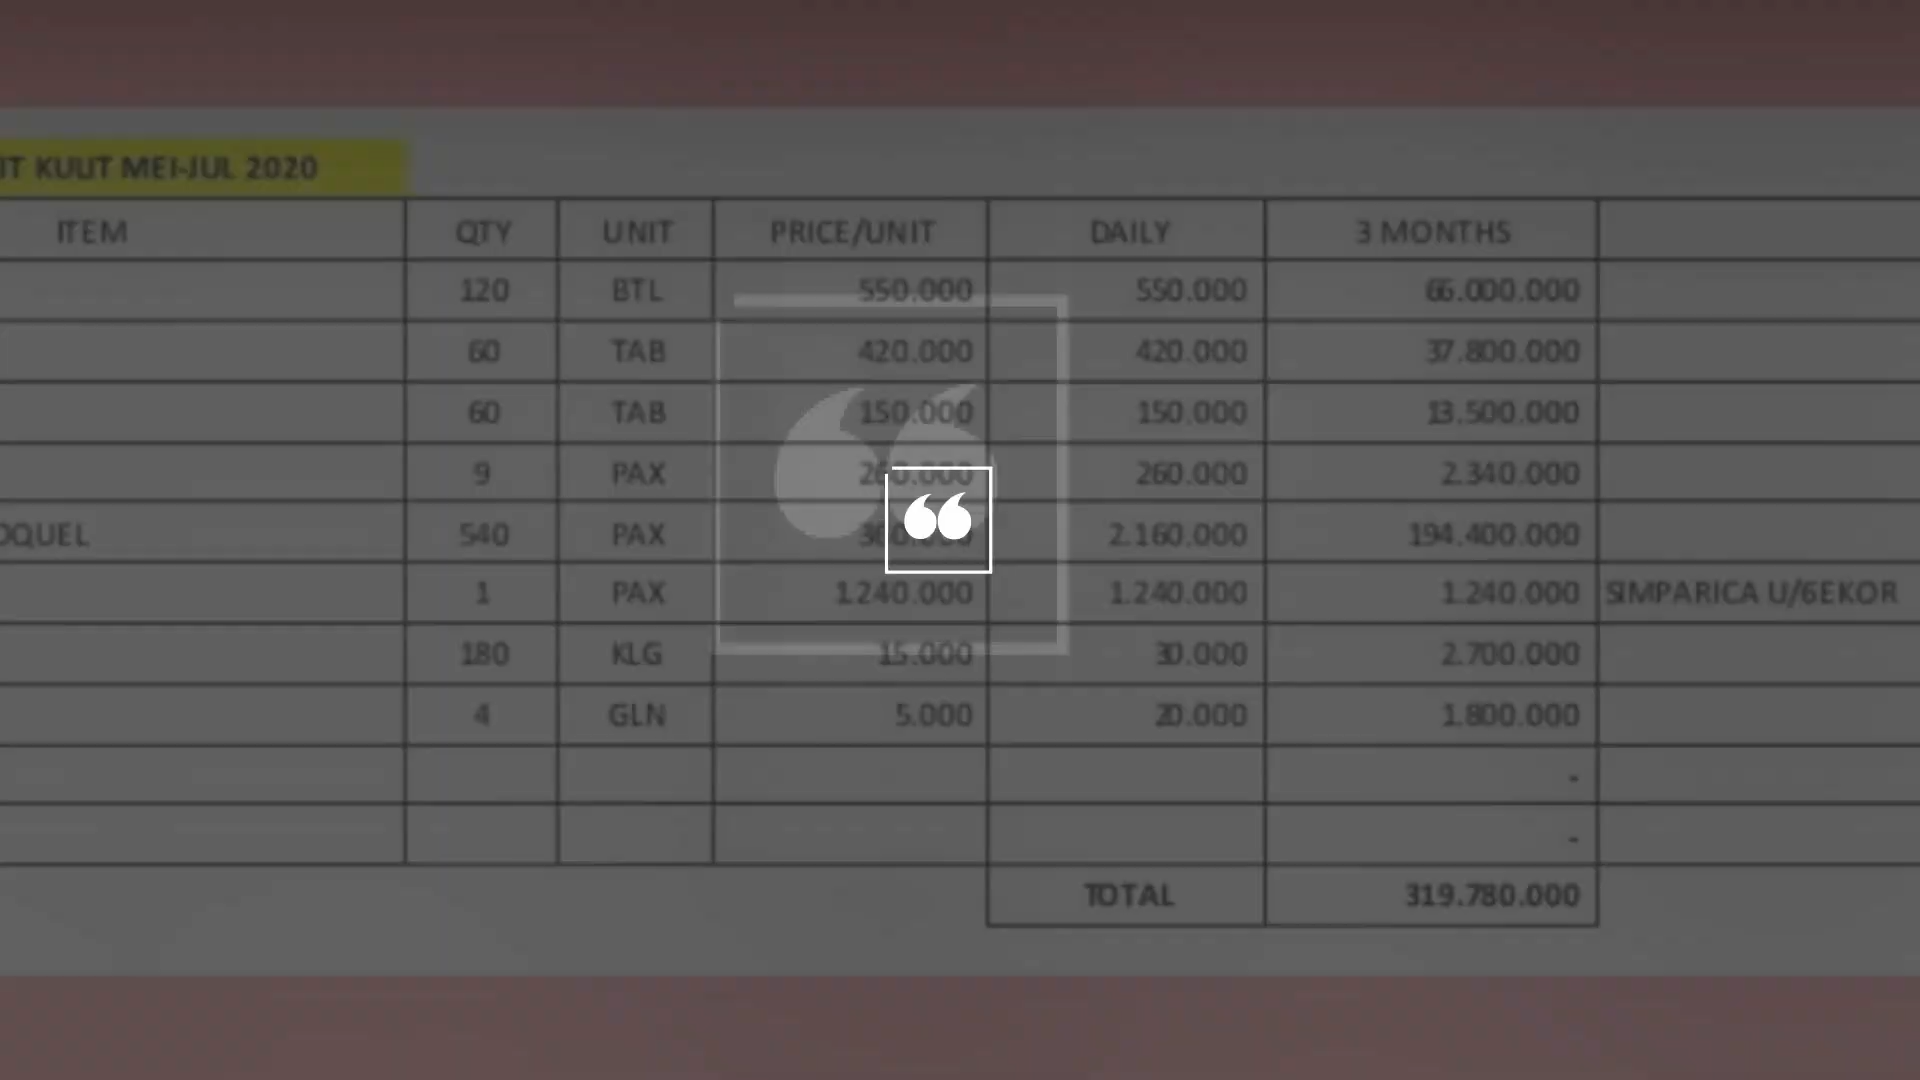 IT KULIT MEI-JUL 2020
ITEM QTY UNIT PRICE/UNIT DAILY 3 MONTHS
120 BTL 550.000 550.000 66.000.000
60 TAB 420.000 420.000 37.800.000
60 TAB 150.000 150.000 13.500.000
9 PAX 260.000 260.000 2.340.000
OQUEL 540 PAX 2.160.000 194.400.000
1 PAX 1.240.000 1.240.000 1.240.000 SIMPARICA U/6EKOR
180 KLG 15.000 30.000 2.700.000
4 GLN 5.000 20.000 1.800.000
-
-
TOTAL 319.780.000